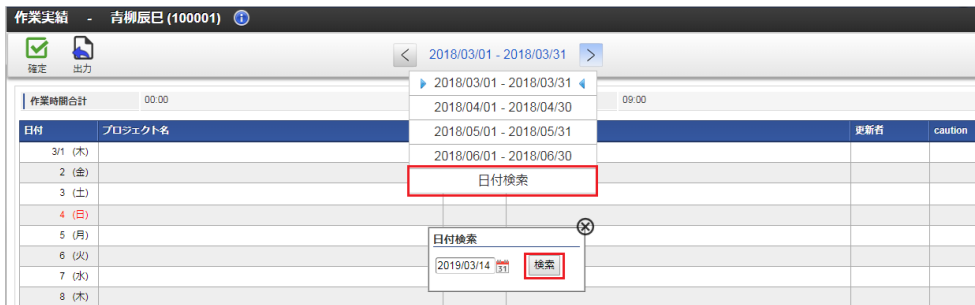 作業実績 - 青柳辰巳 (100001)
確定 出力
2018/03/01 - 2018/03/31
2018/03/01 - 2018/03/31
2018/04/01 - 2018/04/30
2018/05/01 - 2018/05/31
2018/06/01 - 2018/06/30
日付検索
作業時間合計 00:00 09:00
日付 プロジェクト名 更新者 caution
3/1 (木)
2 (金)
3 (土)
4 (日)
5 (月)
6 (火)
7 (水)
8 (木)
日付検索
2019/03/14 31 検索